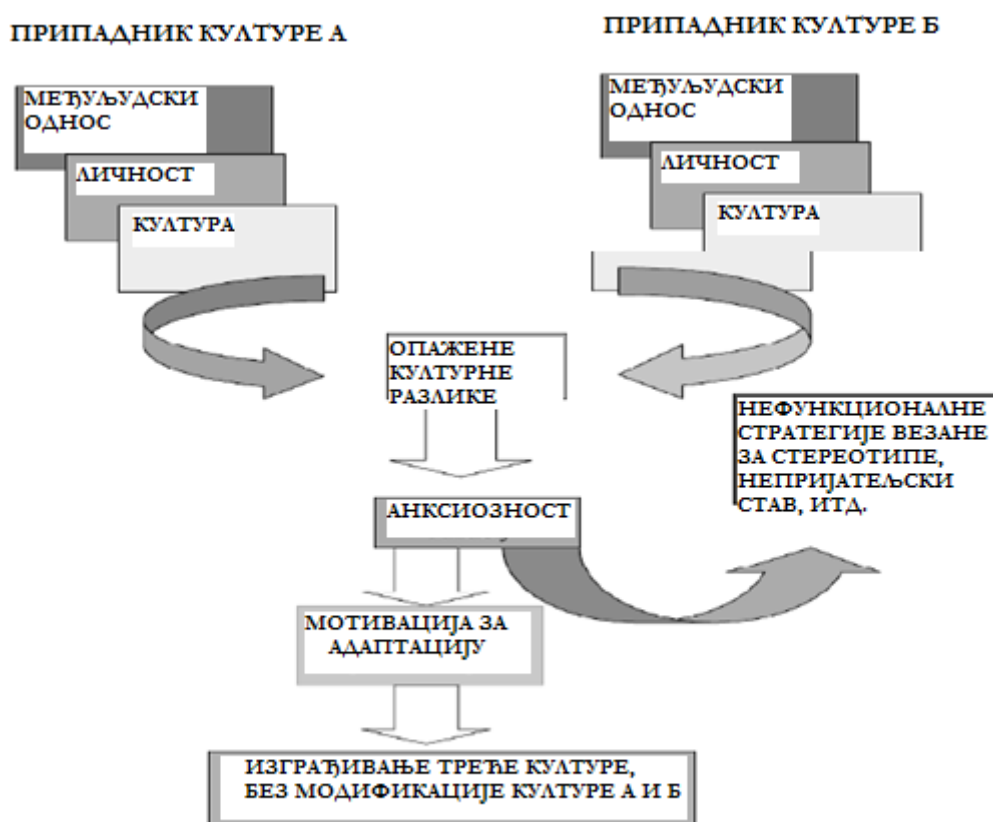 ПРИПАДНИК КУЛТУРЕ А
ПРИПАДНИК КУЛТУРЕ Б
МЕЂУЉУДСКИ
ОДНОС
ЛИЧНОСТ
КУЛТУРА
МЕЂУЉУДСКИ
ОДНОС
ЛИЧНОСТ
КУЛТУРА
ОПАЖЕНЕ
КУЛТУРНЕ
РАЗЛИКЕ
НЕФУНКЦИОНАЛНЕ
СТРАТЕГИЈЕ ВЕЗАНЕ
ЗА СТЕРЕОТИПЕ,
НЕПРИЈАТЕЉСКИ
СТАВ, ИТД.
АНКСИОЗНОСТ
МОТИВАЦИЈА ЗА
АДАПТАЦИЈУ
ИЗГРАЂИВАЊЕ ТРЕЋЕ КУЛТУРЕ,
БЕЗ МОДИФИКАЦИЈЕ КУЛТУРЕ А И Б